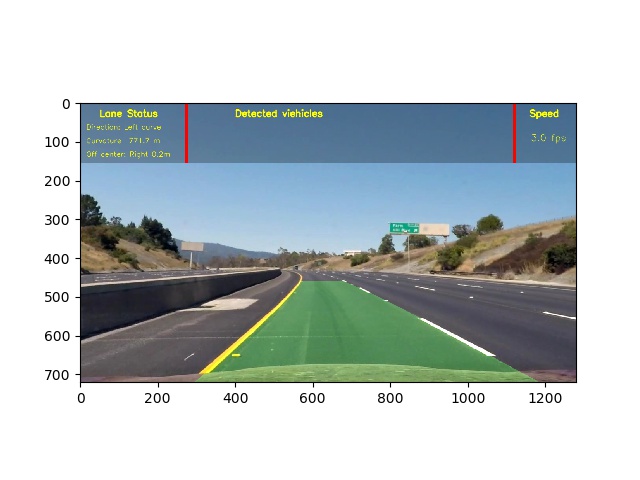 0
100
200
300
400
500
600
700
0
200
400
600
800
1000
1200
Lane Status
Detected viehicles
Speed
Direction: Left curve
Curvature: 771.7 m
Off center: Right 0.2m
3.0 fps